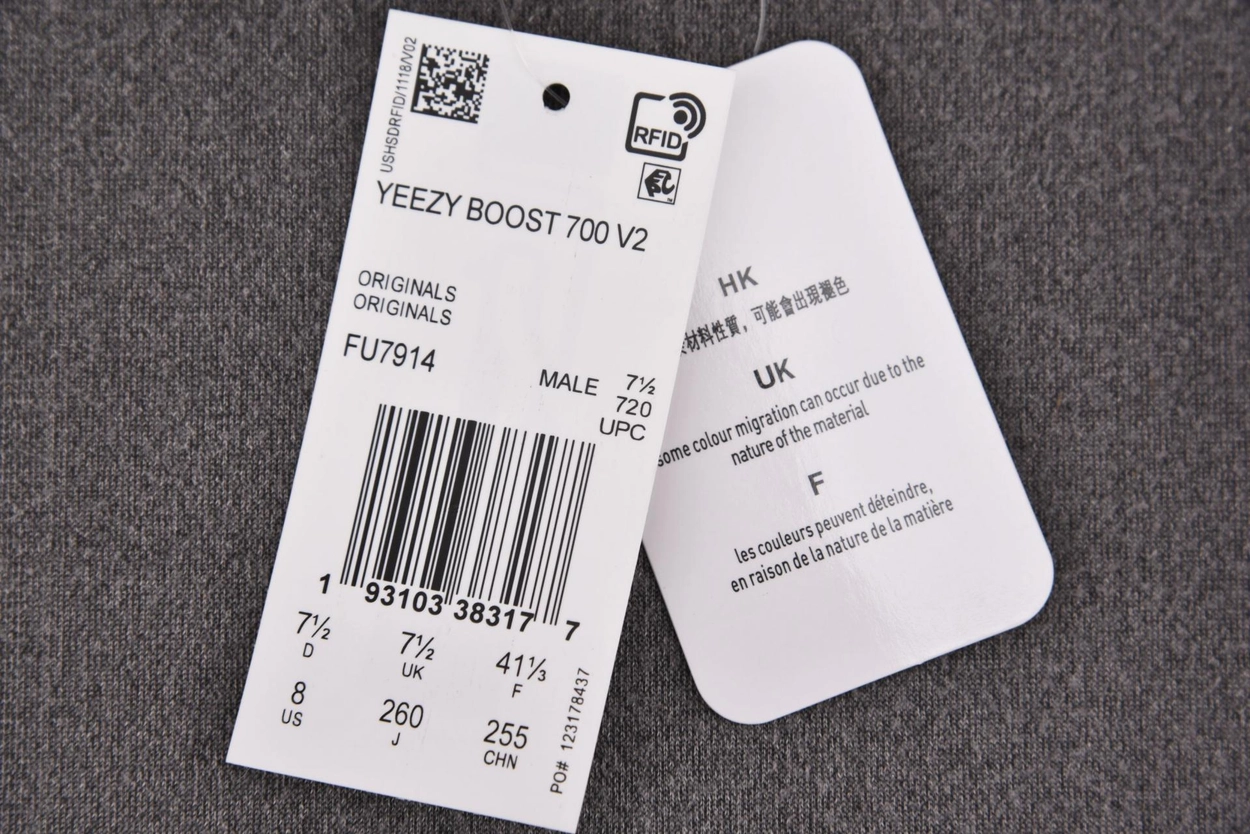 USHSDRFID/1118/V02
RFID
YEEZY BOOST 700 V2
ORIGINALS
ORIGINALS
FU7914
MALE 7½
720
UPC
1 93103 38317 7
7½ 7½ 41⅓
D UK F
8 260 255
US J CHN
PO# 123178437
HK
材料性質，可能會出現褪色
UK
some colour migration can occur due to the
nature of the material
F
les couleurs peuvent déteindre,
en raison de la nature de la matière